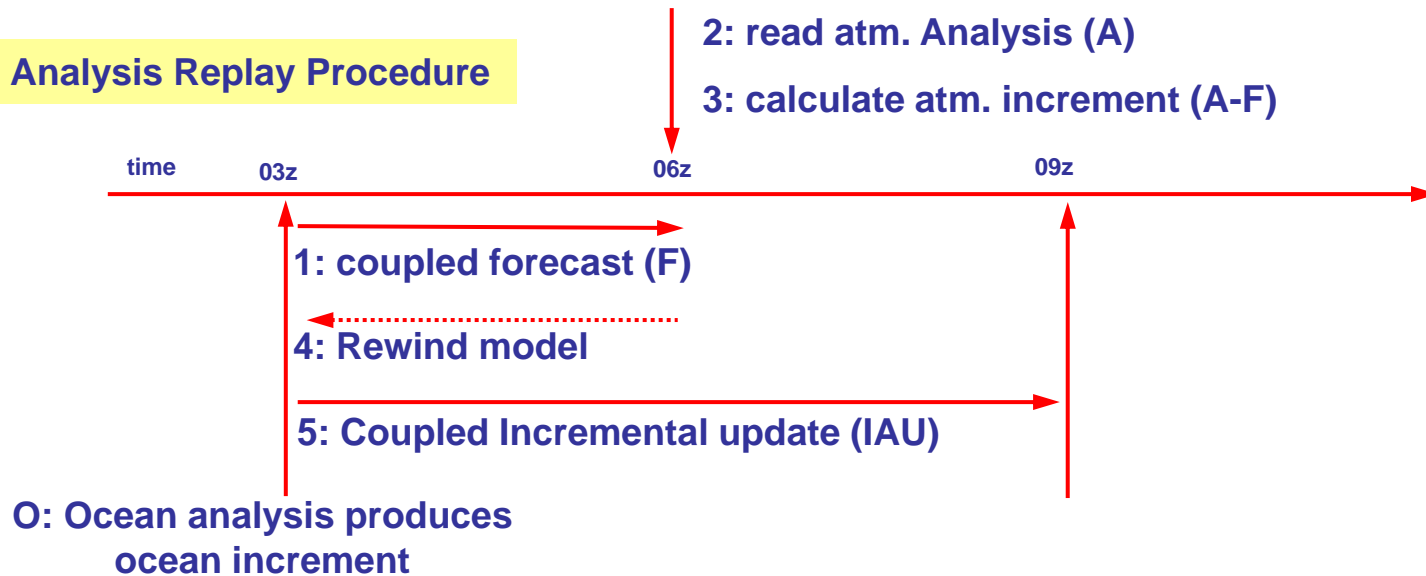 2: read atm. Analysis (A)
Analysis Replay Procedure
3: calculate atm. increment (A-F)
time
03z
06z
09z
1: coupled forecast (F)
4: Rewind model
5: Coupled Incremental update (IAU)
O: Ocean analysis produces
ocean increment